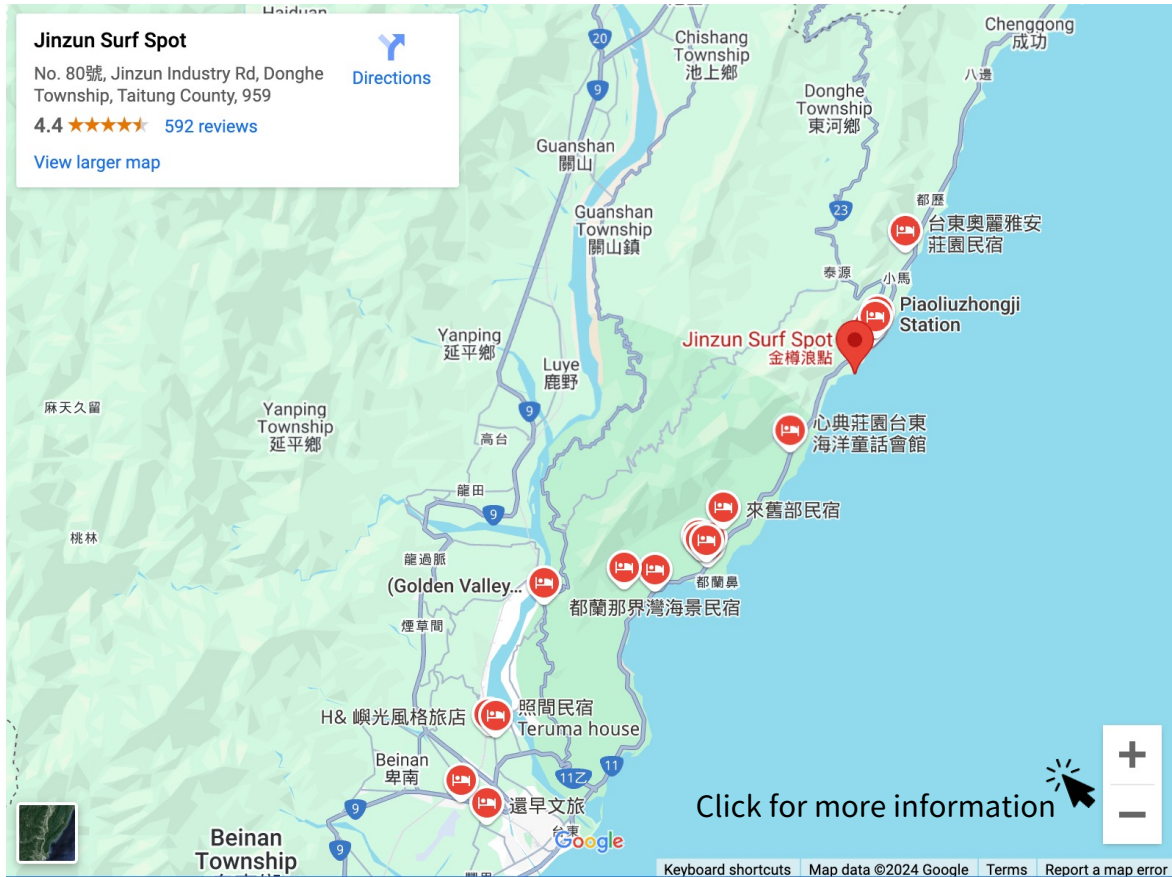 Haiduan
Jinzun Surf Spot
No. 80號, Jinzun Industry Rd, Donghe
Township, Taitung County, 959
4.4
592 reviews
View larger map
Directions
20
9
Chishang
Township
池上鄉
Chenggong
成功
八邊
Donghe
Township
東河鄉
Guanshan
關山
Guanshan
Township
關山鎮
23
都歷
台東奧麗雅安
莊園民宿
泰源
小馬
Piaoliuzhongji
Station
Jinzun Surf Spot
金樽浪點
Yanping
延平鄉
Luye
鹿野
麻天久留
Yanping
Township
延平鄉
9
高台
心典莊園台東
海洋童話會館
龍田
9
來舊部民宿
桃林
龍過脈
(Golden Valley...
都蘭鼻
都蘭那界灣海景民宿
煙草間
H& 嶼光風格旅店
照間民宿
Teruma house
Beinan
卑南
11乙
11
還早文旅
9
Click for more information
台東
Google
9
Beinan
Township
Keyboard shortcuts
Map data ©2024 Google
Terms
Report a map error